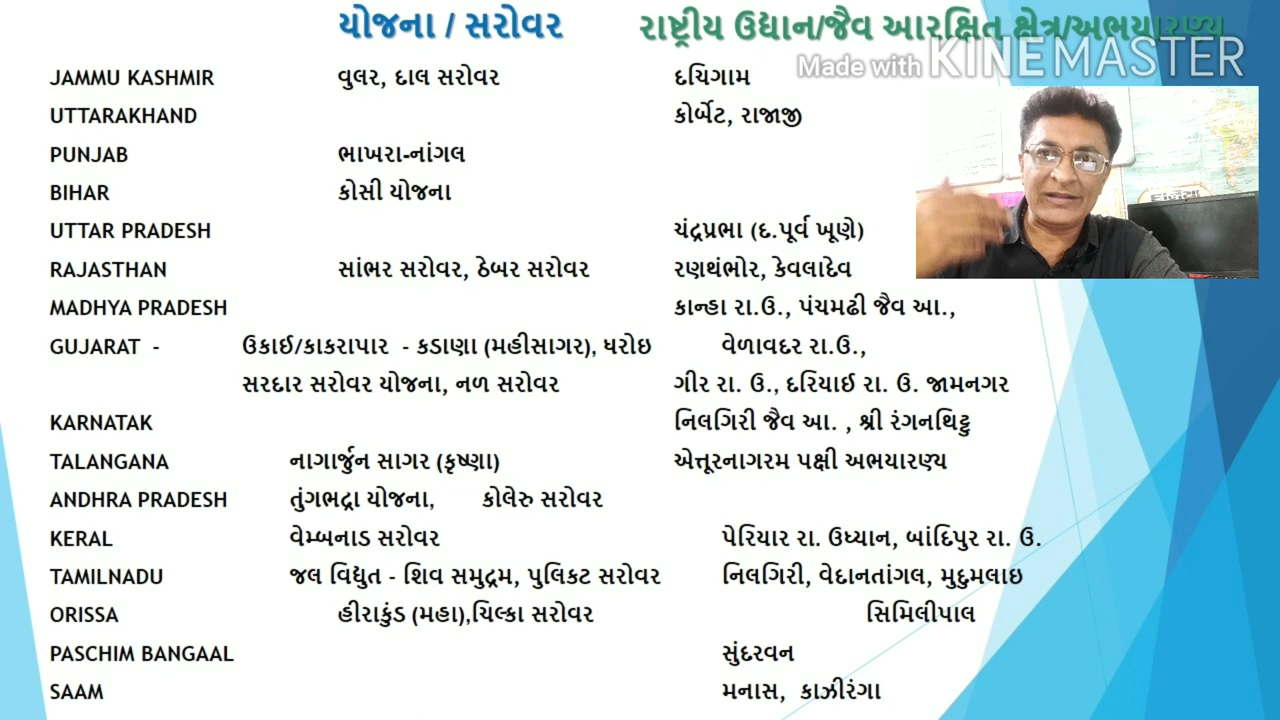 યોજના / સરોવર રાષ્ટ્રીય ઉદ્યાન/જૈવ આરક્ષિત ક્ષેત્ર/અભયારણ્ય
Made with KINEMASTER
JAMMU KASHMIR વુલર, દાલ સરોવર દચિગામ
UTTARAKHAND કોર્બેટ, રાજાજી
PUNJAB ભાખરા-નાંગલ
BIHAR કોસી યોજના
UTTAR PRADESH ચંદ્રપ્રભા (દ.પૂર્વ ખૂણે)
RAJASTHAN સાંભર સરોવર, ઠેબર સરોવર રણથંભોર, કેવલાદેવ
MADHYA PRADESH કાન્હા રા.ઉ., પંચમઢી જૈવ આ.,
GUJARAT - ઉકાઈ/કાકરાપાર - કડાણા (મહીસાગર), ધરોઇ વેળાવદર રા.ઉ.,
સરદાર સરોવર યોજના, નળ સરોવર ગીર રા. ઉ., દરિયાઈ રા. ઉ. જામનગર
KARNATAK નિલગિરી જૈવ આ. , શ્રી રંગનથિટ્ટુ
TALANGANA નાગાર્જુન સાગર (કૃષ્ણા) એત્તૂરનાગરમ પક્ષી અભયારણ્ય
ANDHRA PRADESH તુંગભદ્રા યોજના, કોલેરુ સરોવર
KERAL વેમ્બનાડ સરોવર પેરિયાર રા. ઉધ્યાન, બાંદિપુર રા. ઉ.
TAMILNADU જલ વિદ્યુત - શિવ સમુદ્રમ, પુલિકટ સરોવર નિલગિરી, વેદાનતાંગલ, મુદુમલાઇ
ORISSA હીરાકુંડ (મહા),ચિલ્કા સરોવર સિમિલીપાલ
PASCHIM BANGAAL સુંદરવન
SAAM મનાસ, કાઝીરંગા